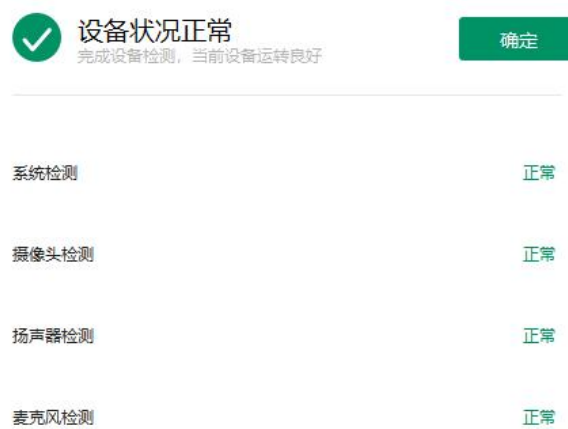 设备状况正常
确定
完成设备检测，当前设备运转良好
系统检测 正常
摄像头检测 正常
扬声器检测 正常
麦克风检测 正常